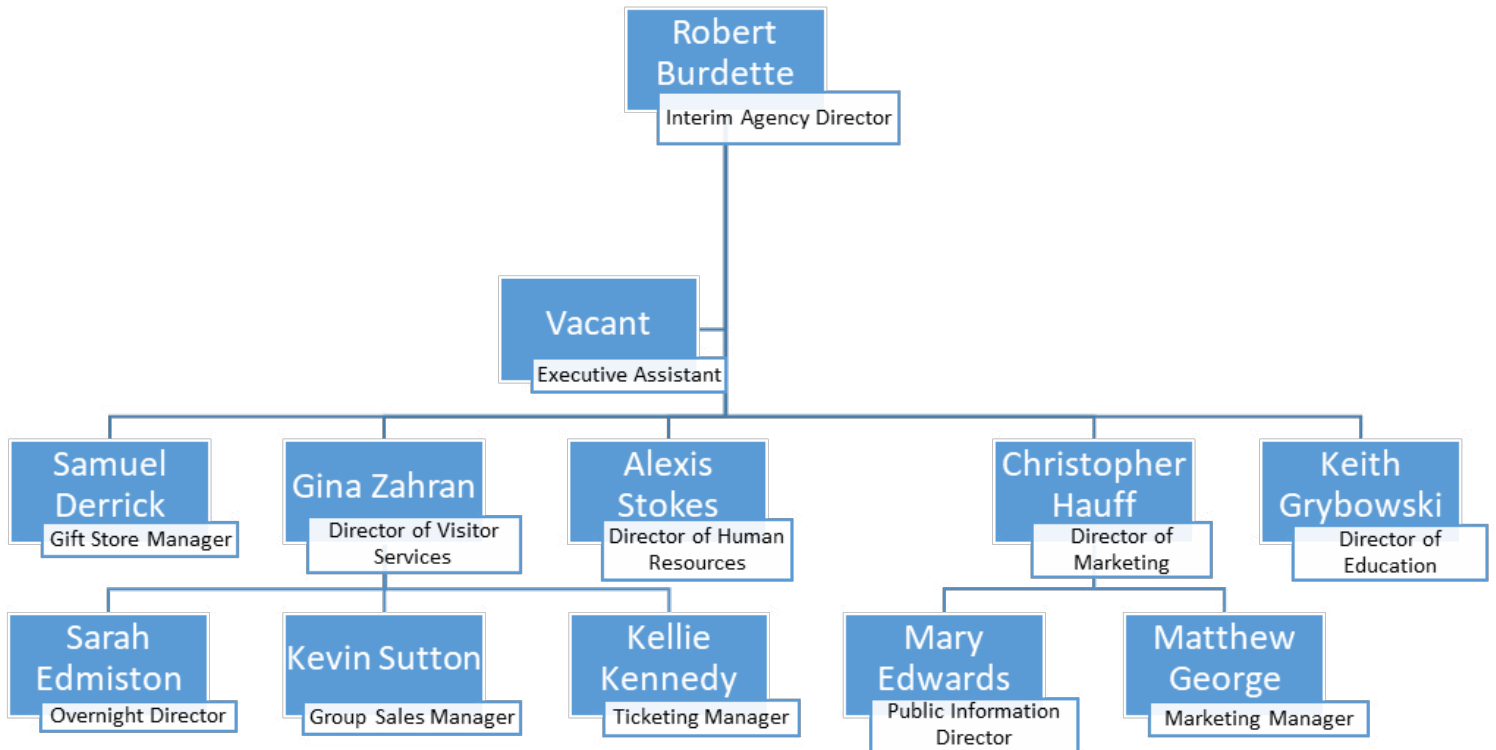 Robert
Burdette
Interim Agency Director
Vacant
Executive Assistant
Samuel
Derrick
Gift Store Manager
Gina Zahran
Director of Visitor
Services
Alexis
Stokes
Director of Human
Resources
Christopher
Hauff
Director of
Marketing
Keith
Grybowski
Director of
Education
Sarah
Edmiston
Overnight Director
Kevin Sutton
Group Sales Manager
Kellie
Kennedy
Ticketing Manager
Mary
Edwards
Public Information
Director
Matthew
George
Marketing Manager